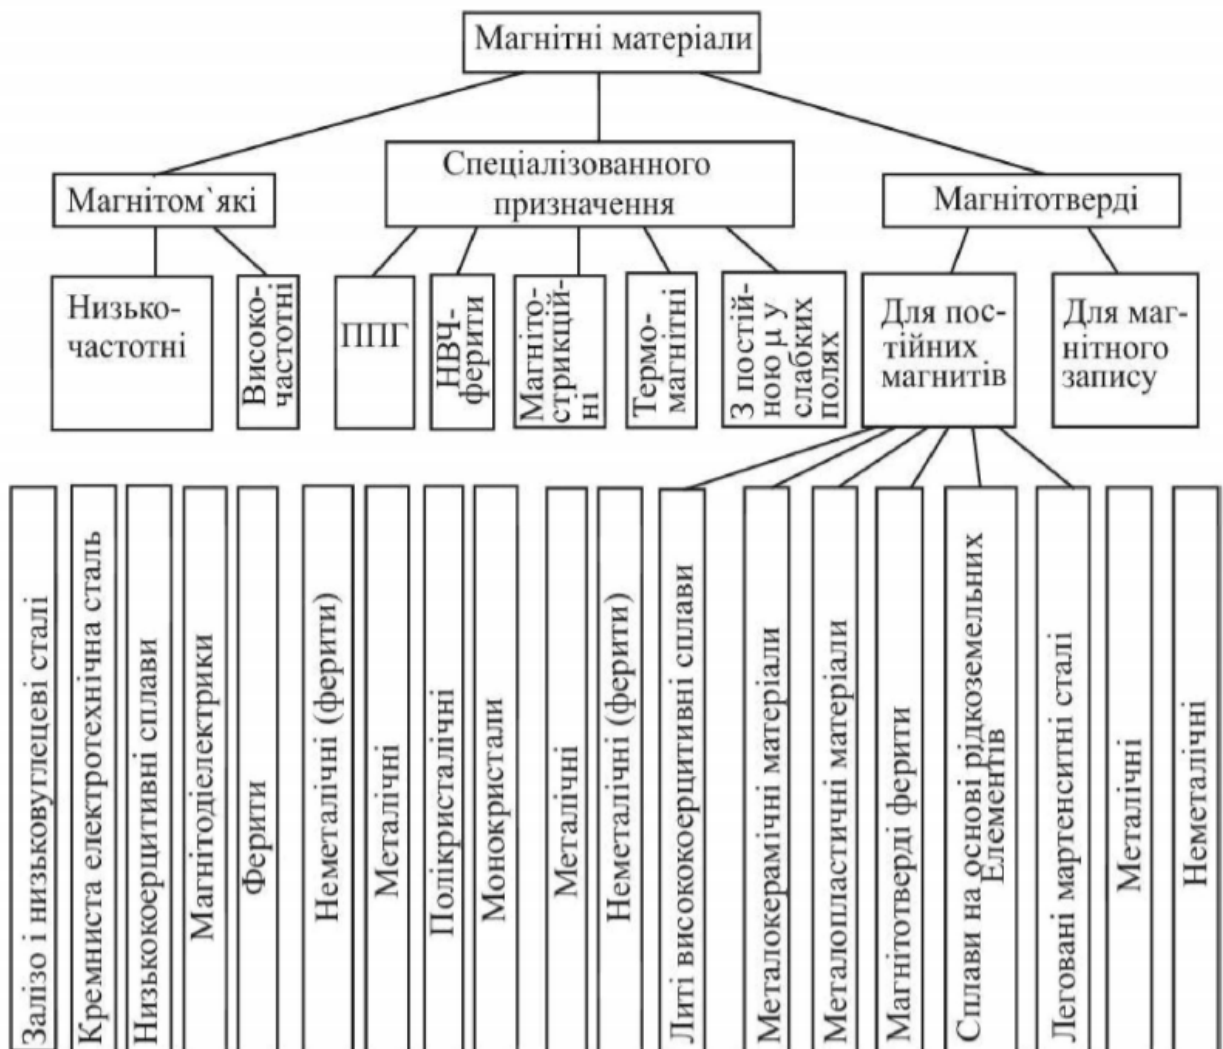 Магнітні матеріали
Магнітом`які
Спеціалізованного
призначення
Магнітотверді
Низько-
частотні
Високо-
частотні
ППГ
НВЧ-
ферити
Магніто-
стрикцій-
ні
Термо-
магнітні
З постій-
ною μ у
слабких
полях
Для пос-
тійних
магнитів
Для маг-
нітного
запису
Залізо і низьковуглецеві сталі
Кремниста електротехнічна сталь
Низькокоерцитивні сплави
Магнітодіелектрики
Ферити
Неметалічні (ферити)
Металічні
Полікристалічні
Монокристали
Металічні
Неметалічні (ферити)
Литі висококоерцитивні сплави
Металокерамічні матеріали
Металопластичні матеріали
Магнітотверді ферити
Сплави на основі рідкоземельних
Елементів
Леговані мартенситні сталі
Металічні
Неметалічні